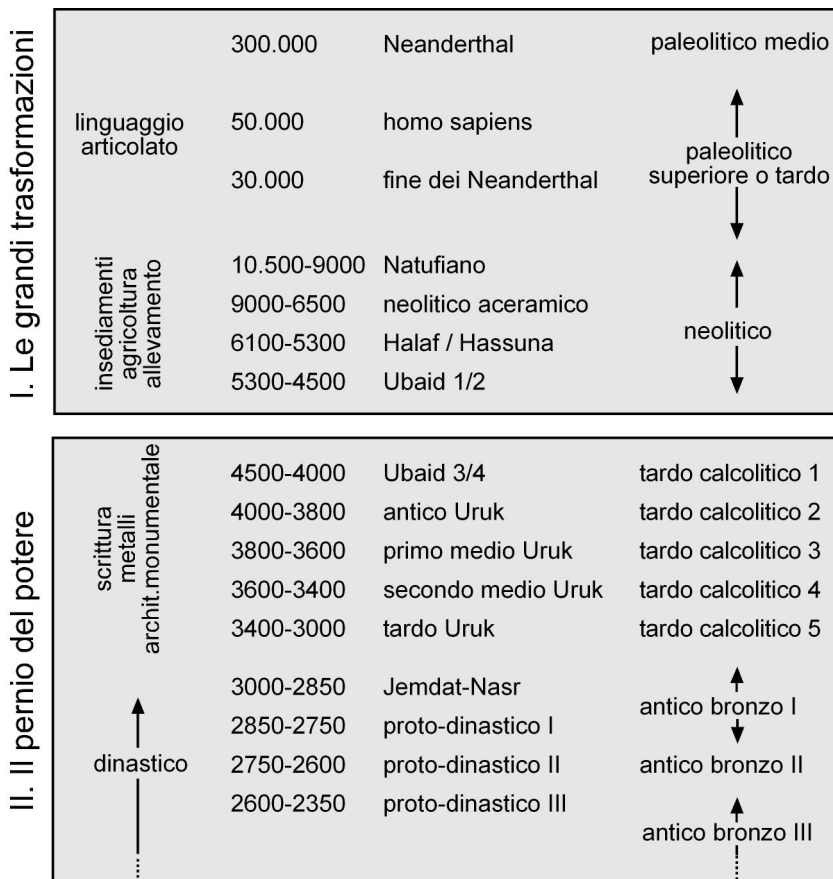 I. Le grandi trasformazioni
300.000 Neanderthal paleolitico medio
linguaggio
articolato
50.000 homo sapiens
paleolitico
superiore o tardo
30.000 fine dei Neanderthal
insediamenti
agricoltura
allevamento
10.500-9000 Natufiano
9000-6500 neolitico aceramico
neolitico
6100-5300 Halaf / Hassuna
5300-4500 Ubaid 1/2
II. Il pernio del potere
scrittura
metalli
archit.monumentale
4500-4000 Ubaid 3/4 tardo calcolitico 1
4000-3800 antico Uruk tardo calcolitico 2
3800-3600 primo medio Uruk tardo calcolitico 3
3600-3400 secondo medio Uruk tardo calcolitico 4
3400-3000 tardo Uruk tardo calcolitico 5
3000-2850 Jemdat-Nasr
antico bronzo I
2850-2750 proto-dinastico I
dinastico 2750-2600 proto-dinastico II antico bronzo II
2600-2350 proto-dinastico III
antico bronzo III